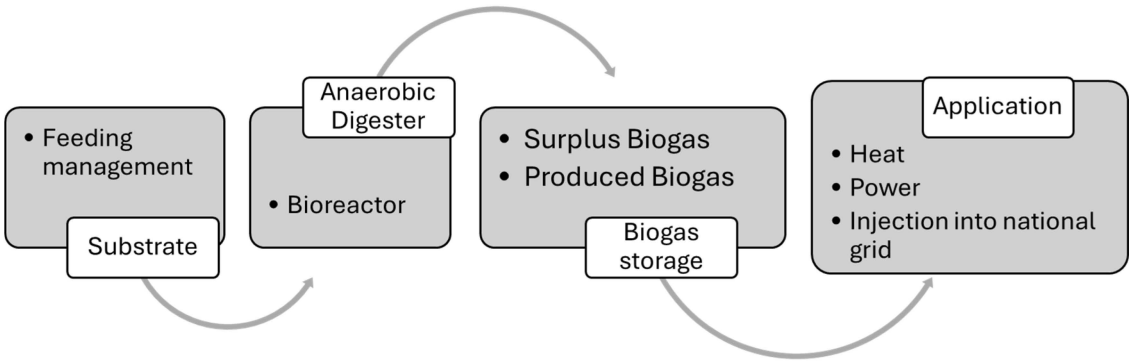 • Feeding
management
Substrate
Anaerobic
Digester
• Bioreactor
• Surplus Biogas
• Produced Biogas
Biogas
storage
Application
• Heat
• Power
• Injection into national
grid